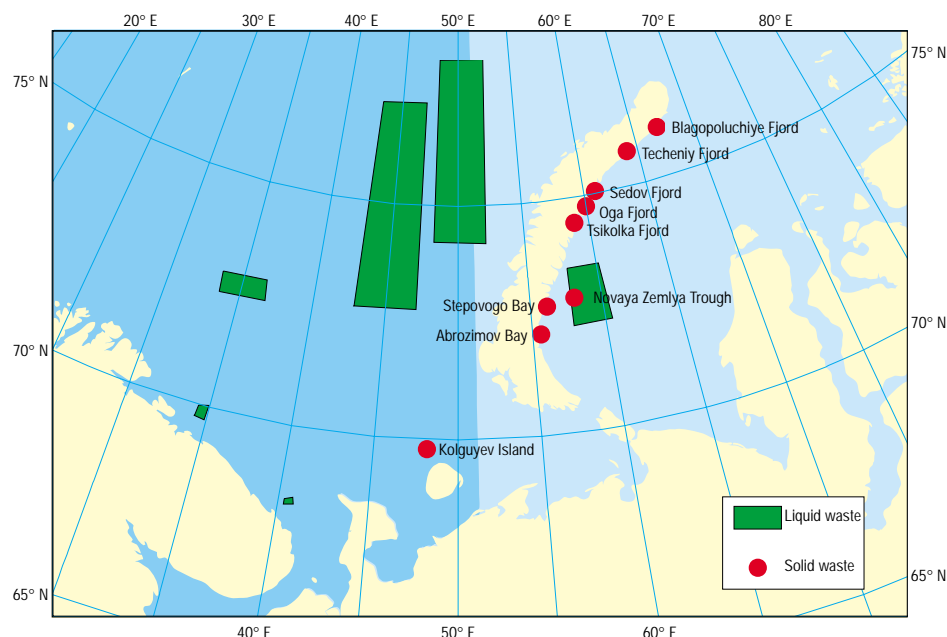 20° E 30° E 40° E 50° E 60° E 70° E 80° E
75° N 75° N
Blagopoluchiye Fjord
Techeniy Fjord
Sedov Fjord
Oga Fjord
Tsikolka Fjord
Stepovogo Bay Novaya Zemlya Trough
Abrozimov Bay
70° N 70° N
Kolguyev Island
Liquid waste
Solid waste
65° N 65° N
40° E 50° E 60° E